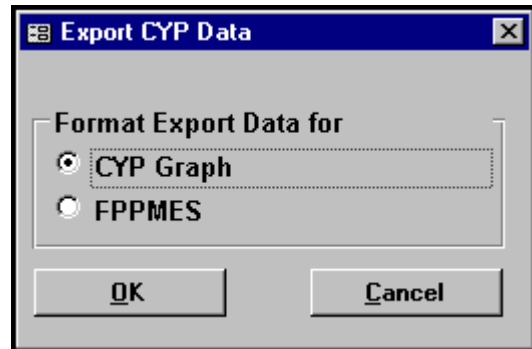 Export CYP Data
Format Export Data for
CYP Graph
FPPMES
OK
Cancel